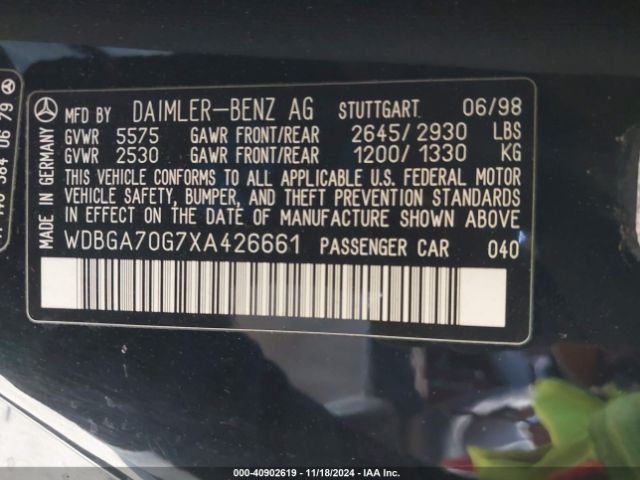 MFD BY DAIMLER-BENZ AG STUTTGART 06/98
GVWR 5575 GAWR FRONT/REAR 2645/2930 LBS
GVWR 2530 GAWR FRONT/REAR 1200/1330 KG
THIS VEHICLE CONFORMS TO ALL APPLICABLE U.S. FEDERAL MOTOR
VEHICLE SAFETY, BUMPER, AND THEFT PREVENTION STANDARDS
IN EFFECT ON THE DATE OF MANUFACTURE SHOWN ABOVE
WDBGA70G7XA426661 PASSENGER CAR 040
MADE IN GERMANY
584 06 79
000-40902619 - 11/18/2024 - IAA Inc.